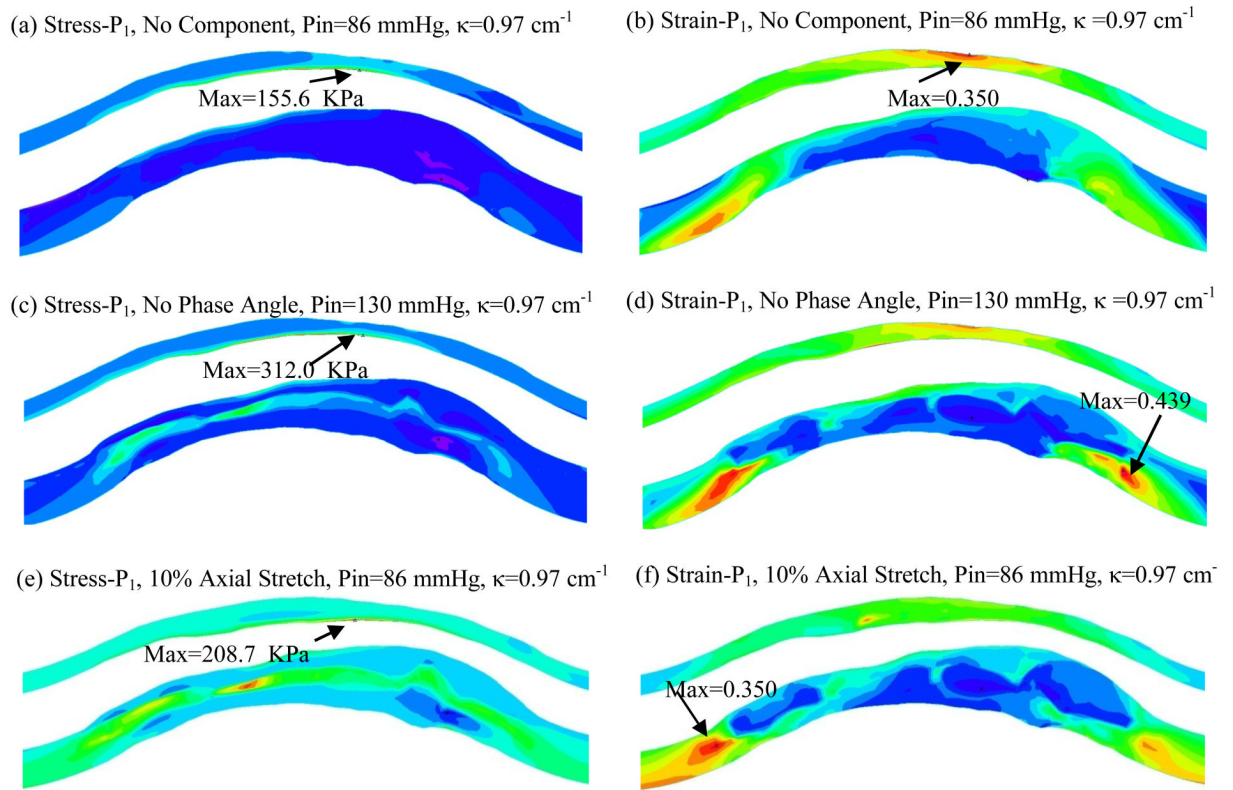 (a) Stress-P₁, No Component, Pin=86 mmHg, κ=0.97 cm⁻¹
(b) Strain-P₁, No Component, Pin=86 mmHg, κ =0.97 cm⁻¹
Max=155.6 KPa
Max=0.350
(c) Stress-P₁, No Phase Angle, Pin=130 mmHg, κ=0.97 cm⁻¹
(d) Strain-P₁, No Phase Angle, Pin=130 mmHg, κ =0.97 cm⁻¹
Max=312.0 KPa
Max=0.439
(e) Stress-P₁, 10% Axial Stretch, Pin=86 mmHg, κ=0.97 cm⁻¹
(f) Strain-P₁, 10% Axial Stretch, Pin=86 mmHg, κ=0.97 cm⁻
Max=208.7 KPa
Max=0.350